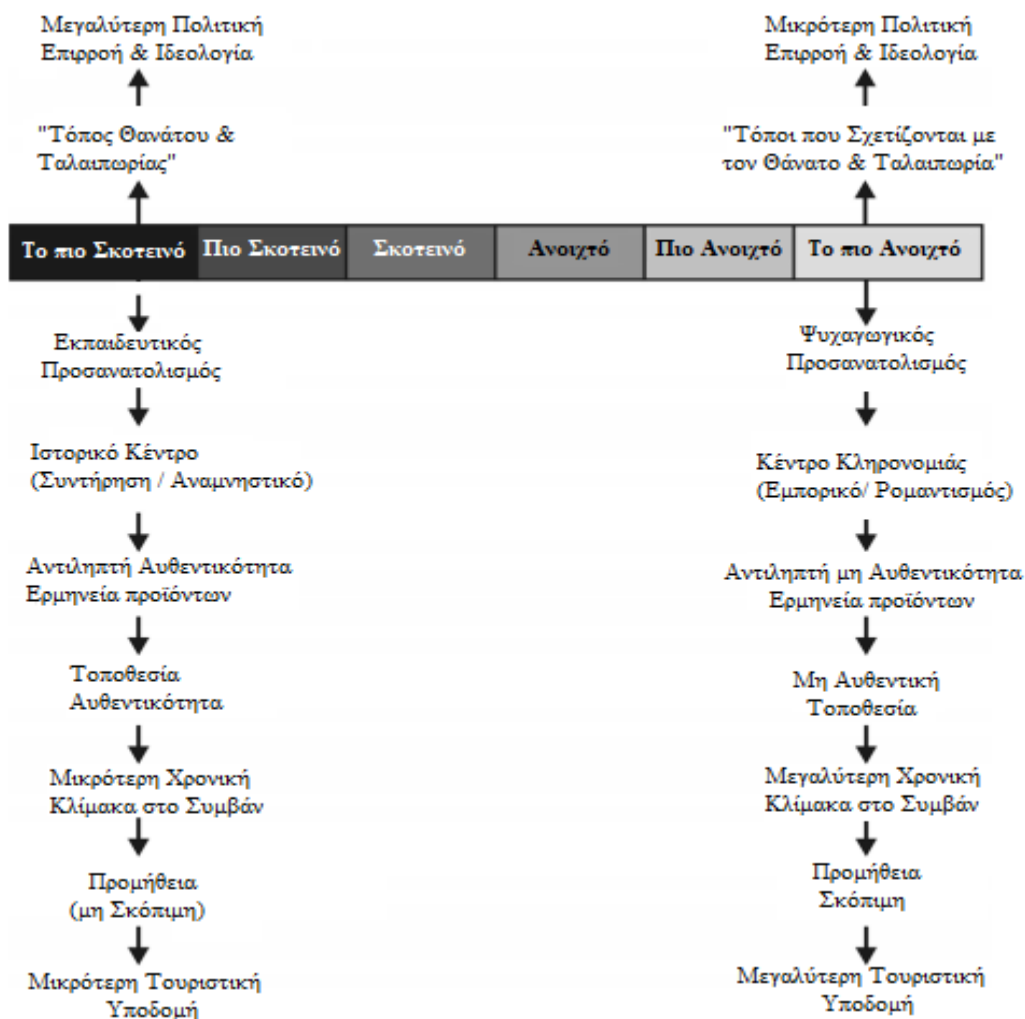 Μεγαλύτερη Πολιτική
Επιρροή & Ιδεολογία
"Τόπος Θανάτου &
Ταλαιπωρίας"
Μικρότερη Πολιτική
Επιρροή & Ιδεολογία
"Τόποι που Σχετίζονται με
τον Θάνατο & Ταλαιπωρία"
Το πιο Σκοτεινό Πιο Σκοτεινό Σκοτεινό Ανοιχτό Πιο Ανοιχτό Το πιο Ανοιχτό
Εκπαιδευτικός
Προσανατολισμός
Ιστορικό Κέντρο
(Συντήρηση / Αναμνηστικό)
Αντιληπτή Αυθεντικότητα
Ερμηνεία προϊόντων
Τοποθεσία
Αυθεντικότητα
Μικρότερη Χρονική
Κλίμακα στο Συμβάν
Προμήθεια
(μη Σκόπιμη)
Μικρότερη Τουριστική
Υποδομή
Ψυχαγωγικός
Προσανατολισμός
Κέντρο Κληρονομιάς
(Εμπορικό/ Ρομαντισμός)
Αντιληπτή μη Αυθεντικότητα
Ερμηνεία προϊόντων
Μη Αυθεντική
Τοποθεσία
Μεγαλύτερη Χρονική
Κλίμακα στο Συμβάν
Προμήθεια
Σκόπιμη
Μεγαλύτερη Τουριστική
Υποδομή